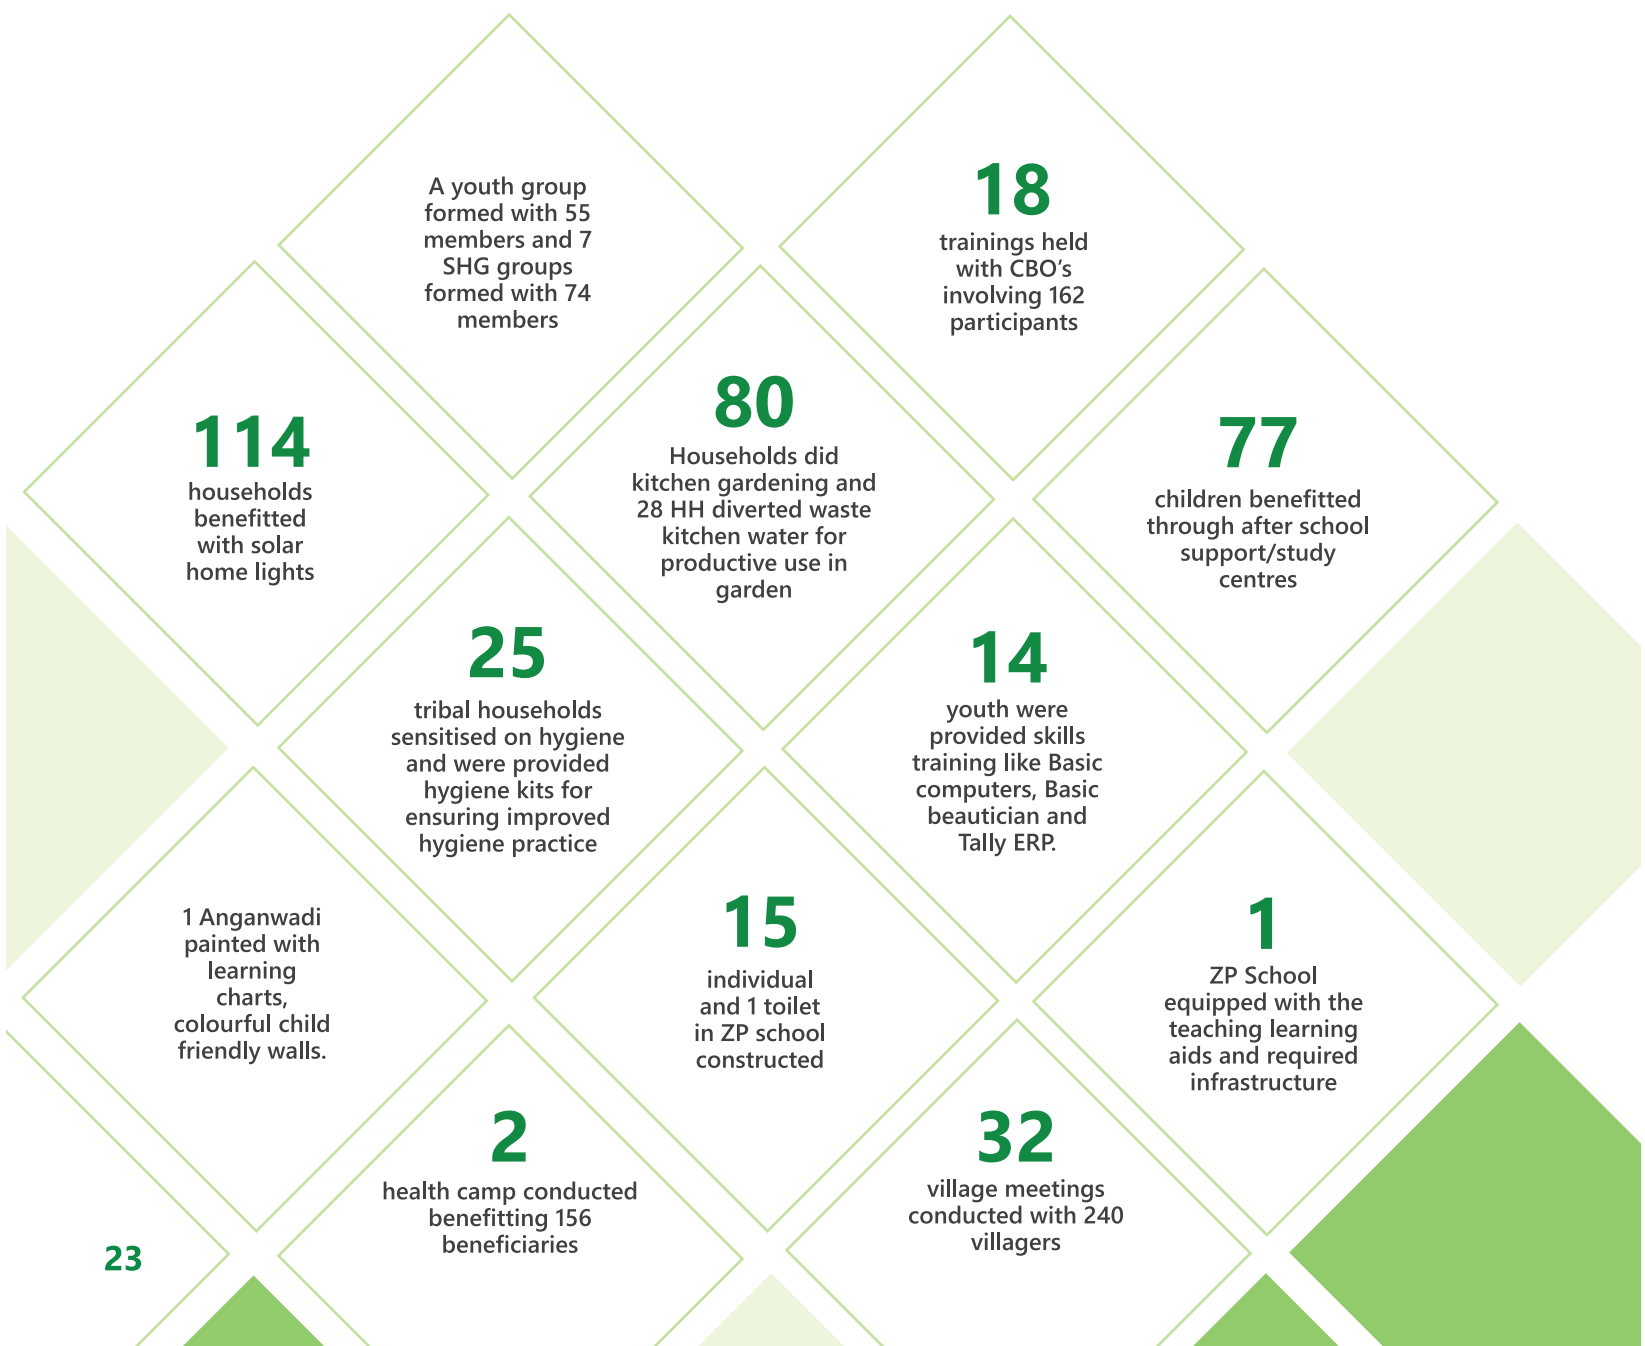 A youth group
formed with 55
members and 7
SHG groups
formed with 74
members
18
trainings held
with CBO's
involving 162
participants
114
households
benefitted
with solar
home lights
80
Households did
kitchen gardening and
28 HH diverted waste
kitchen water for
productive use in
garden
77
children benefitted
through after school
support/study
centres
25
tribal households
sensitised on hygiene
and were provided
hygiene kits for
ensuring improved
hygiene practice
14
youth were
provided skills
training like Basic
computers, Basic
beautician and
Tally ERP.
1 Anganwadi
painted with
learning
charts,
colourful child
friendly walls.
15
individual
and 1 toilet
in ZP school
constructed
1
ZP School
equipped with the
teaching learning
aids and required
infrastructure
2
health camp conducted
benefitting 156
beneficiaries
32
village meetings
conducted with 240
villagers
23